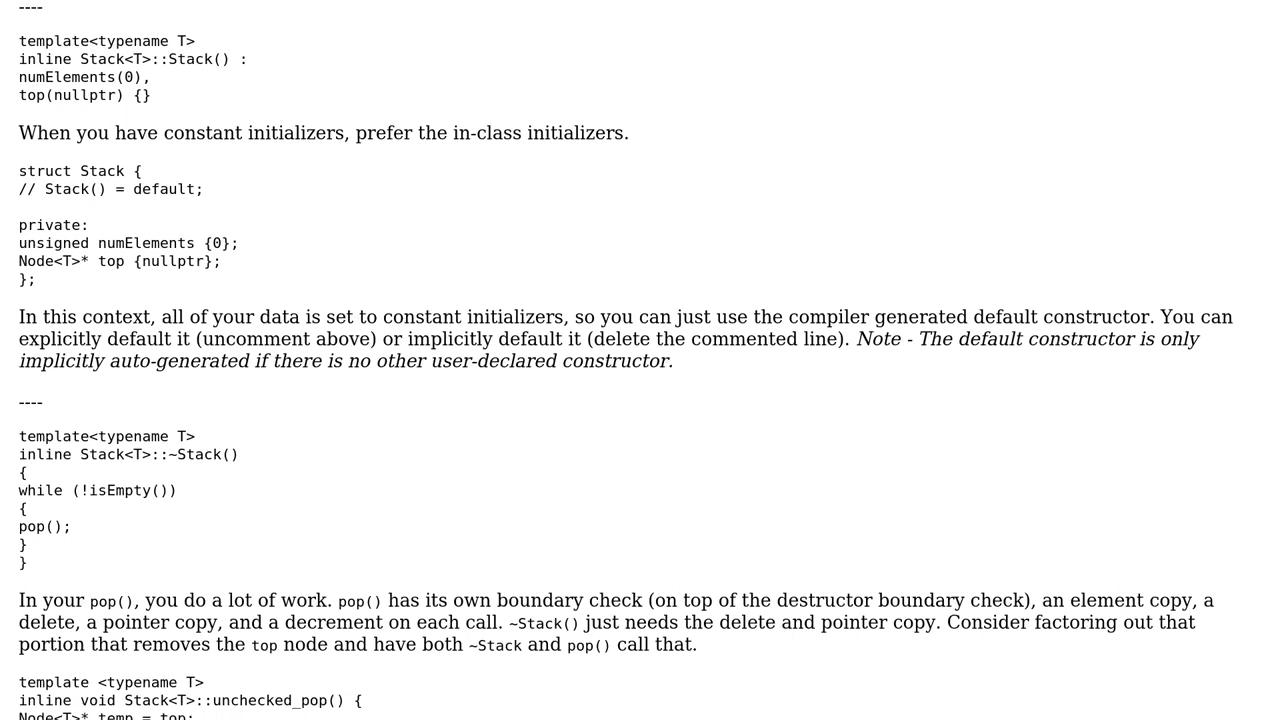 ----
template<typename T>
inline Stack<T>::Stack() :
numElements(0),
top(nullptr) {}
When you have constant initializers, prefer the in-class initializers.
struct Stack {
// Stack() = default;
private:
unsigned numElements {0};
Node<T>* top {nullptr};
};
In this context, all of your data is set to constant initializers, so you can just use the compiler generated default constructor. You can
explicitly default it (uncomment above) or implicitly default it (delete the commented line). Note - The default constructor is only
implicitly auto-generated if there is no other user-declared constructor.
----
template<typename T>
inline Stack<T>::~Stack()
{
while (!isEmpty())
{
pop();
}
}
In your pop(), you do a lot of work. pop() has its own boundary check (on top of the destructor boundary check), an element copy, a
delete, a pointer copy, and a decrement on each call. ~Stack() just needs the delete and pointer copy. Consider factoring out that
portion that removes the top node and have both ~Stack and pop() call that.
template <typename T>
inline void Stack<T>::unchecked_pop() {
Node<T>* temp = top;